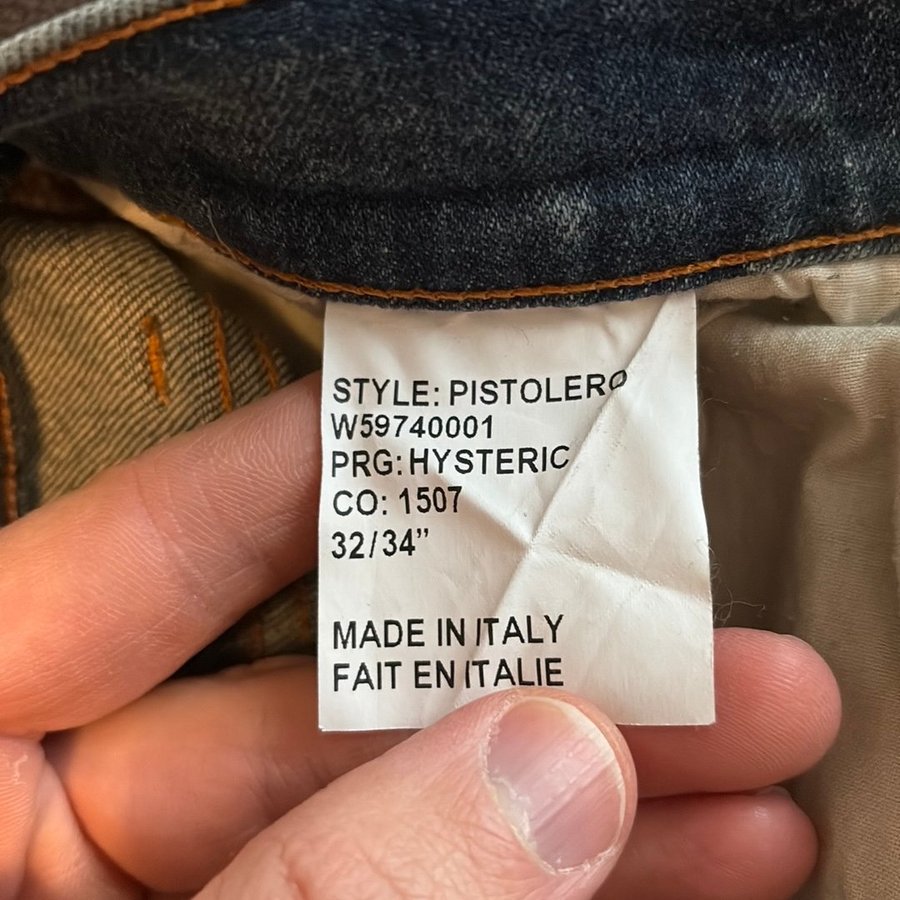 STYLE: PISTOLERO
W59740001
PRG: HYSTERIC
CO: 1507
32/34”
MADE IN ITALY
FAIT EN ITALIE